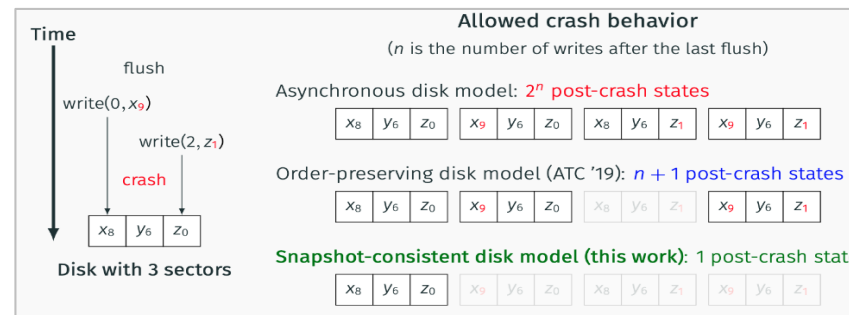 Time
flush
write(0,x₉)
write(2,z₁)
crash
x₈ y₆ z₀
Disk with 3 sectors
Allowed crash behavior
(n is the number of writes after the last flush)
Asynchronous disk model: 2ⁿ post-crash states
x₈ y₆ z₀ x₉ y₆ z₀ x₈ y₆ z₁ x₉ y₆ z₁
Order-preserving disk model (ATC '19): n + 1 post-crash states
x₈ y₆ z₀ x₉ y₆ z₀ x₈ y₆ z₁ x₉ y₆ z₁
Snapshot-consistent disk model (this work): 1 post-crash stat
x₈ y₆ z₀ x₉ y₆ z₀ x₈ y₆ z₁ x₉ y₆ z₁